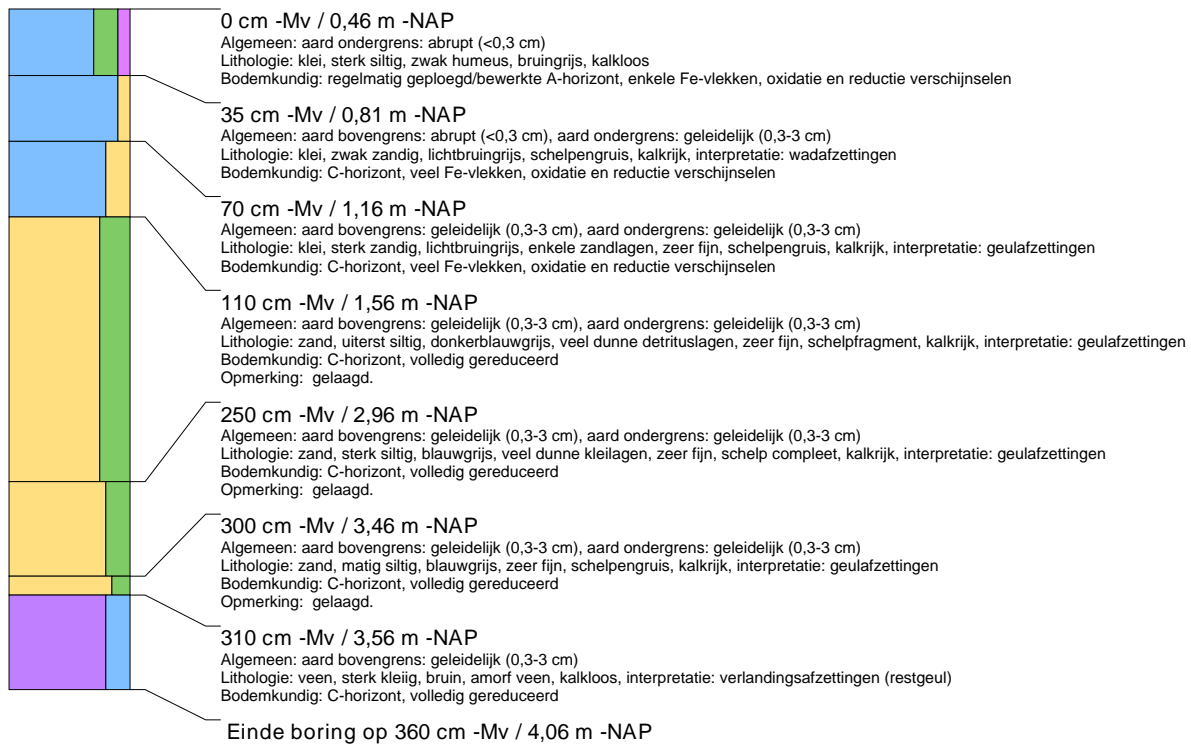 0 cm -Mv / 0,46 m -NAP
Algemeen: aard ondergrens: abrupt (<0,3 cm)
Lithologie: klei, sterk siltig, zwak humeus, bruingrijs, kalkloos
Bodemkundig: regelmatig geploegd/bewerkte A-horizont, enkele Fe-vlekken, oxidatie en reductie verschijnselen
35 cm -Mv / 0,81 m -NAP
Algemeen: aard bovengrens: abrupt (<0,3 cm), aard ondergrens: geleidelijk (0,3-3 cm)
Lithologie: klei, zwak zandig, lichtbruingrijs, schelpengruis, kalkrijk, interpretatie: wadafzettingen
Bodemkundig: C-horizont, veel Fe-vlekken, oxidatie en reductie verschijnselen
70 cm -Mv / 1,16 m -NAP
Algemeen: aard bovengrens: geleidelijk (0,3-3 cm), aard ondergrens: geleidelijk (0,3-3 cm)
Lithologie: klei, sterk zandig, lichtbruingrijs, enkele zandlagen, zeer fijn, schelpengruis, kalkrijk, interpretatie: geulafzettingen
Bodemkundig: C-horizont, veel Fe-vlekken, oxidatie en reductie verschijnselen
110 cm -Mv / 1,56 m -NAP
Algemeen: aard bovengrens: geleidelijk (0,3-3 cm), aard ondergrens: geleidelijk (0,3-3 cm)
Lithologie: zand, uiterst siltig, donkerblauwgrijs, veel dunne detrituslagen, zeer fijn, schelpfragment, kalkrijk, interpretatie: geulafzettingen
Bodemkundig: C-horizont, volledig gereduceerd
Opmerking: gelaagd.
250 cm -Mv / 2,96 m -NAP
Algemeen: aard bovengrens: geleidelijk (0,3-3 cm), aard ondergrens: geleidelijk (0,3-3 cm)
Lithologie: zand, sterk siltig, blauwgrijs, veel dunne kleilagen, zeer fijn, schelp compleet, kalkrijk, interpretatie: geulafzettingen
Bodemkundig: C-horizont, volledig gereduceerd
Opmerking: gelaagd.
300 cm -Mv / 3,46 m -NAP
Algemeen: aard bovengrens: geleidelijk (0,3-3 cm), aard ondergrens: geleidelijk (0,3-3 cm)
Lithologie: zand, matig siltig, blauwgrijs, zeer fijn, schelpengruis, kalkrijk, interpretatie: geulafzettingen
Bodemkundig: C-horizont, volledig gereduceerd
Opmerking: gelaagd.
310 cm -Mv / 3,56 m -NAP
Algemeen: aard bovengrens: geleidelijk (0,3-3 cm)
Lithologie: veen, sterk kleiig, bruin, amorf veen, kalkloos, interpretatie: verlandingsafzettingen (restgeul)
Bodemkundig: C-horizont, volledig gereduceerd
Einde boring op 360 cm -Mv / 4,06 m -NAP